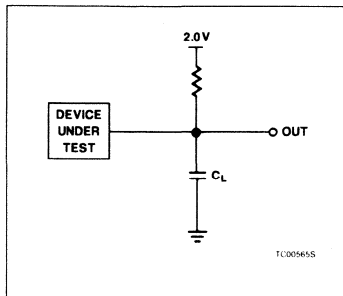 2.0V
DEVICE
UNDER
TEST
OUT
CL
TC00565S